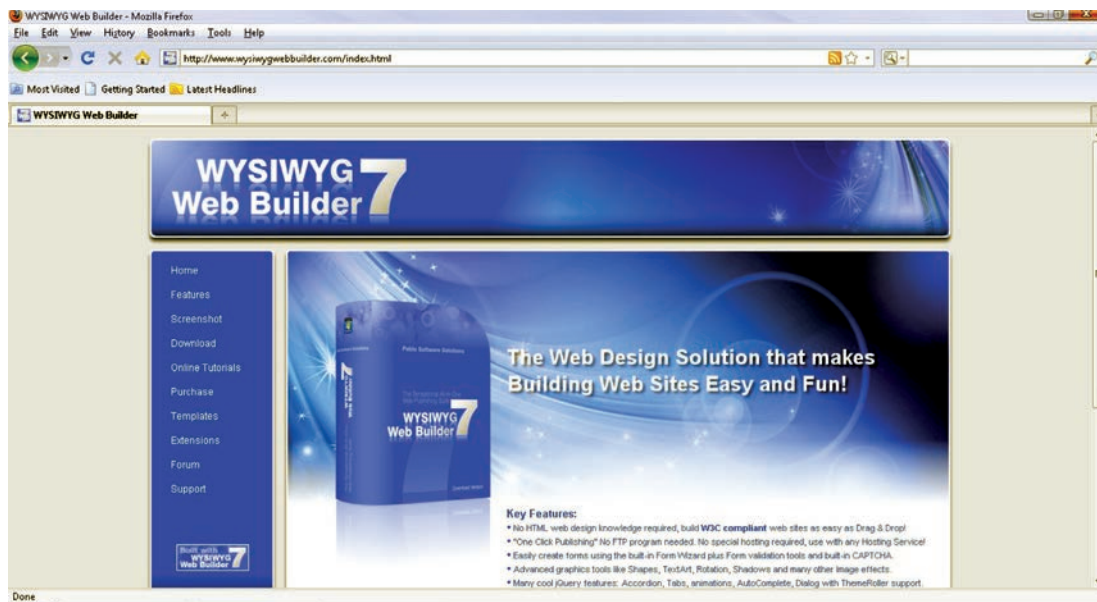 WYSIWYG Web Builder - Mozilla Firefox
File Edit View History Bookmarks Tools Help
http://www.wysiwygwebbuilder.com/index.html
Most Visited Getting Started Latest Headlines
WYSIWYG Web Builder
WYSIWYG
Web Builder 7
Home
Features
Screenshot
Download
Online Tutorials
Purchase
Templates
Extensions
Forum
Support
Built with
WYSIWYG
Web Builder 7
Pablo Software Solutions
WYSIWYG
Web Builder 7
The Web Design Solution that makes
Building Web Sites Easy and Fun!
Key Features:
• No HTML web design knowledge required, build W3C compliant web sites as easy as Drag & Drop!
• "One Click Publishing" No FTP program needed. No special hosting required, use with any Hosting Service!
• Easily create forms using the built-in Form Wizard plus Form validation tools and built-in CAPTCHA.
• Advanced graphics tools like Shapes, TextArt, Rotation, Shadows and many other image effects.
• Many cool jQuery features: Accordion, Tabs, animations, AutoComplete, Dialog with ThemeRoller support.
Done